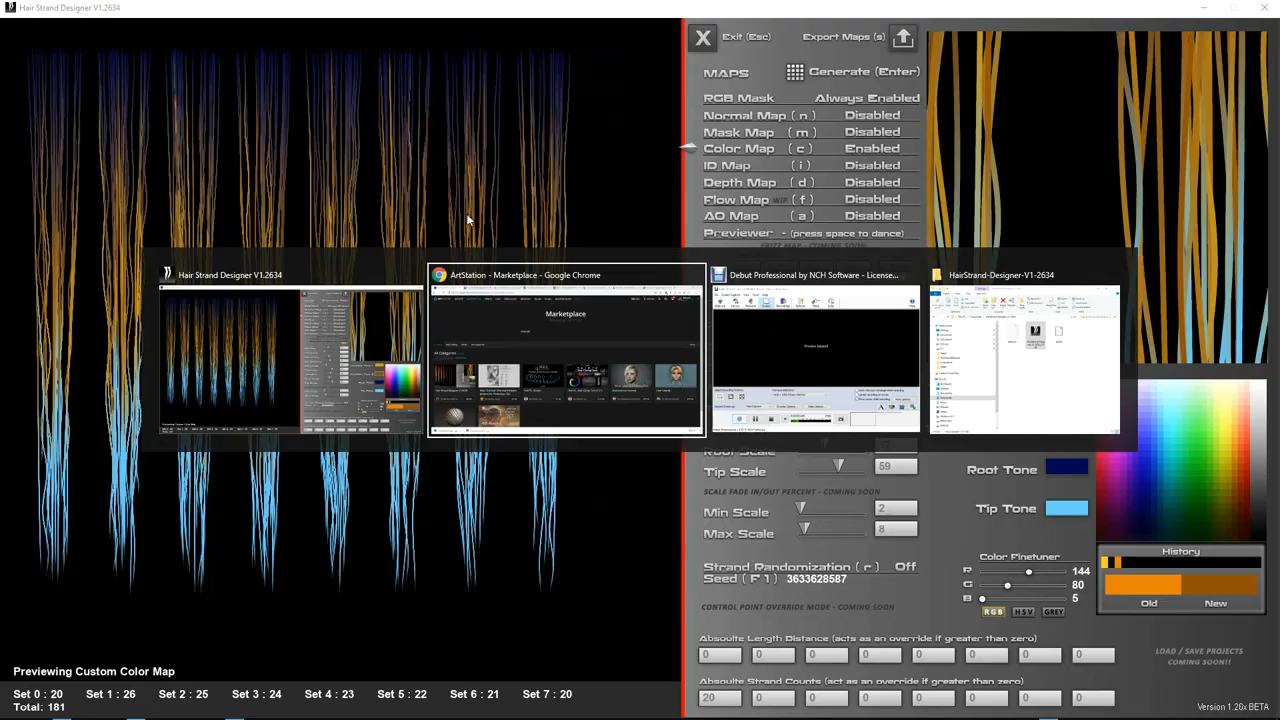 Hair Strand Designer V1.2634
X Exit (Esc) Export Maps (s)
MAPS Generate (Enter)
RGB Mask Always Enabled
Normal Map ( n ) Disabled
Mask Map ( m ) Disabled
Color Map ( c ) Enabled
ID Map ( i ) Disabled
Depth Map ( d ) Disabled
Flow Map WIP ( f ) Disabled
AO Map ( a ) Disabled
Previewer - (press space to dance)
Hair Strand Designer V1.2634
ArtStation - Marketplace - Google Chrome
Debut Professional by NCH Software - License...
HairStrand-Designer-V1-2634
Marketplace
Tip Scale 59
SCALE FADE IN/OUT PERCENT - COMING SOON
Min Scale 2
Max Scale 8
Strand Randomization ( r ) Off
Seed ( F1 ) 3633628587
CONTROL POINT OVERRIDE MODE - COMING SOON
Root Tone
Tip Tone
Color Finetuner
R 144
G 80
B 5
RGB HSV GREY
History
Old New
Absoulte Length Distance (acts as an override if greater than zero)
0 0 0 0 0 0 0 0
Absoulte Strand Counts (act as an override if greater than zero)
20 0 0 0 0 0 0 0
LOAD / SAVE PROJECTS
COMING SOON!!
Version 1.26x BETA
Previewing Custom Color Map
Set 0 : 20 Set 1 : 26 Set 2 : 25 Set 3 : 24 Set 4 : 23 Set 5 : 22 Set 6 : 21 Set 7 : 20
Total: 181